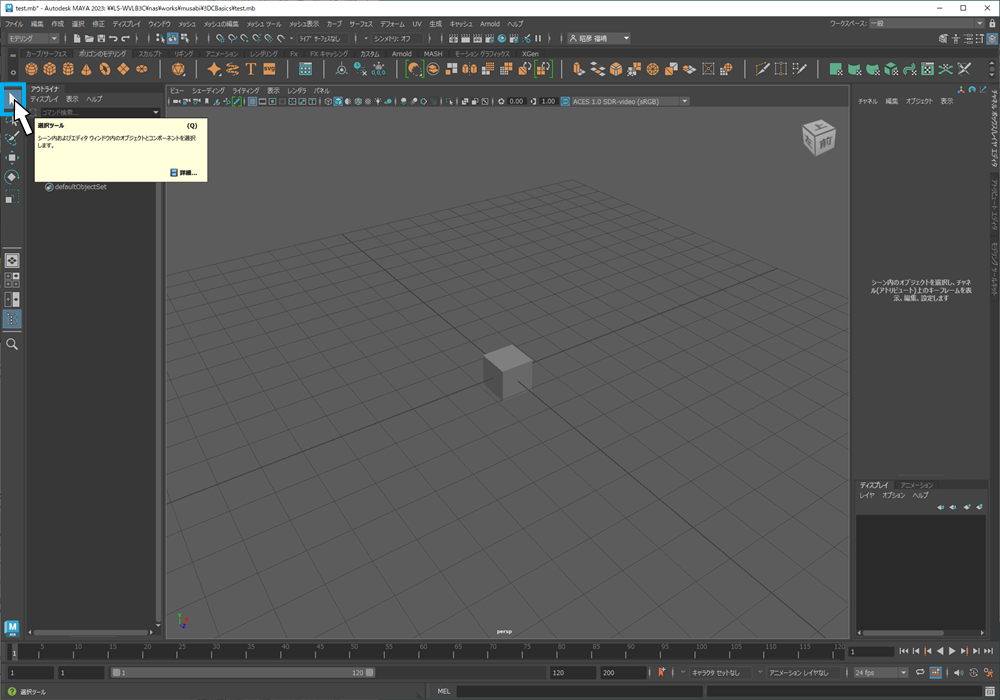 test.mb* - Autodesk MAYA 2023: ¥¥LS-WVLB3C¥nas¥works¥musabi¥3DCBasics¥test.mb
ファイル 編集 作成 選択 修正 ディスプレイ ウィンドウ メッシュ メッシュの編集 メッシュ ツール メッシュ表示 カーブ サーフェス デフォーム UV 生成 キャッシュ Arnold ヘルプ ワークスペース: 一般
モデリング ライブ サーフェスなし シンメトリ: オフ 昭彦 福崎
カーブ/サーフェス ポリゴンのモデリング スカルプト リギング アニメーション レンダリング Fx FX キャッシング カスタム Arnold MASH モーション グラフィックス XGen
アウトライナ
ディスプレイ 表示 ヘルプ
ビュー シェーディング ライティング 表示 レンダラ パネル
0.00 1.00 ACES 1.0 SDR-video (sRGB)
チャネル 編集 オブジェクト 表示
コマンド検索...
選択ツール (Q)
シーン内およびエディタ ウィンドウ内のオブジェクトとコンポーネントを選択
します。
詳細...
defaultObjectSet
上
左 前
チャネル ボックス/レイヤ エディタ
アトリビュート エディタ
モデリング ツールキット
シーン内のオブジェクトを選択し、チャネ
ル(アトリビュート)上のキーフレームを表
示、編集、設定します
ディスプレイ アニメーション
レイヤ オプション ヘルプ
persp
1 5 10 15 20 25 30 35 40 45 50 55 60 65 70 75 80 85 90 95 100 105 110 115 120 1
1 1 1 120 120 200 キャラクタ セットなし アニメーション レイヤなし 24 fps
選択ツール MEL